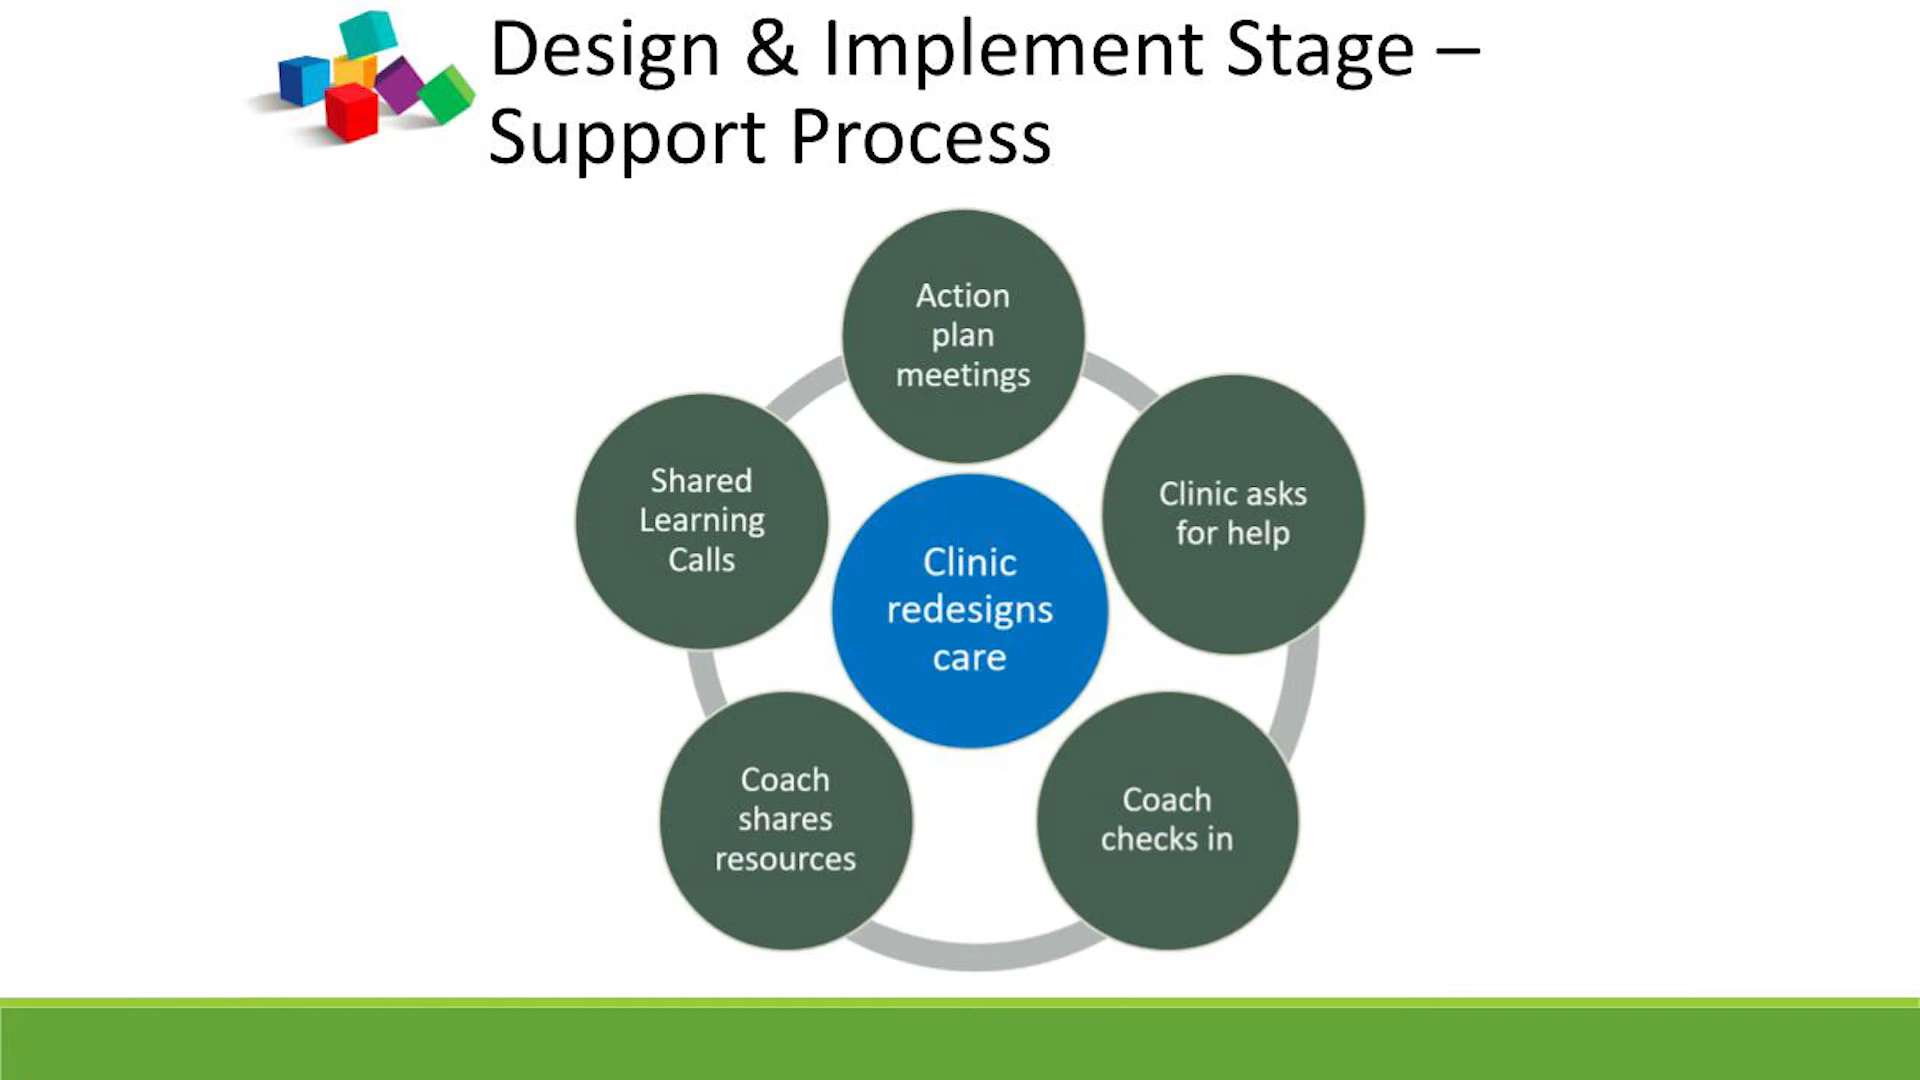 Design & Implement Stage –
Support Process
Action
plan
meetings
Clinic asks
for help
Coach
checks in
Coach
shares
resources
Shared
Learning
Calls
Clinic
redesigns
care